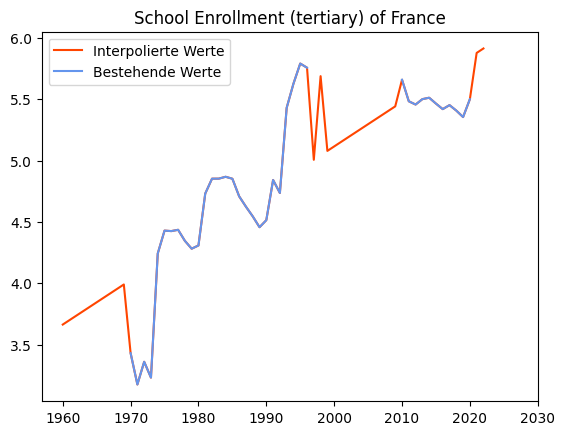 School Enrollment (tertiary) of France
Interpolierte Werte
Bestehende Werte
6.0
5.5
5.0
4.5
4.0
3.5
1960 1970 1980 1990 2000 2010 2020 2030